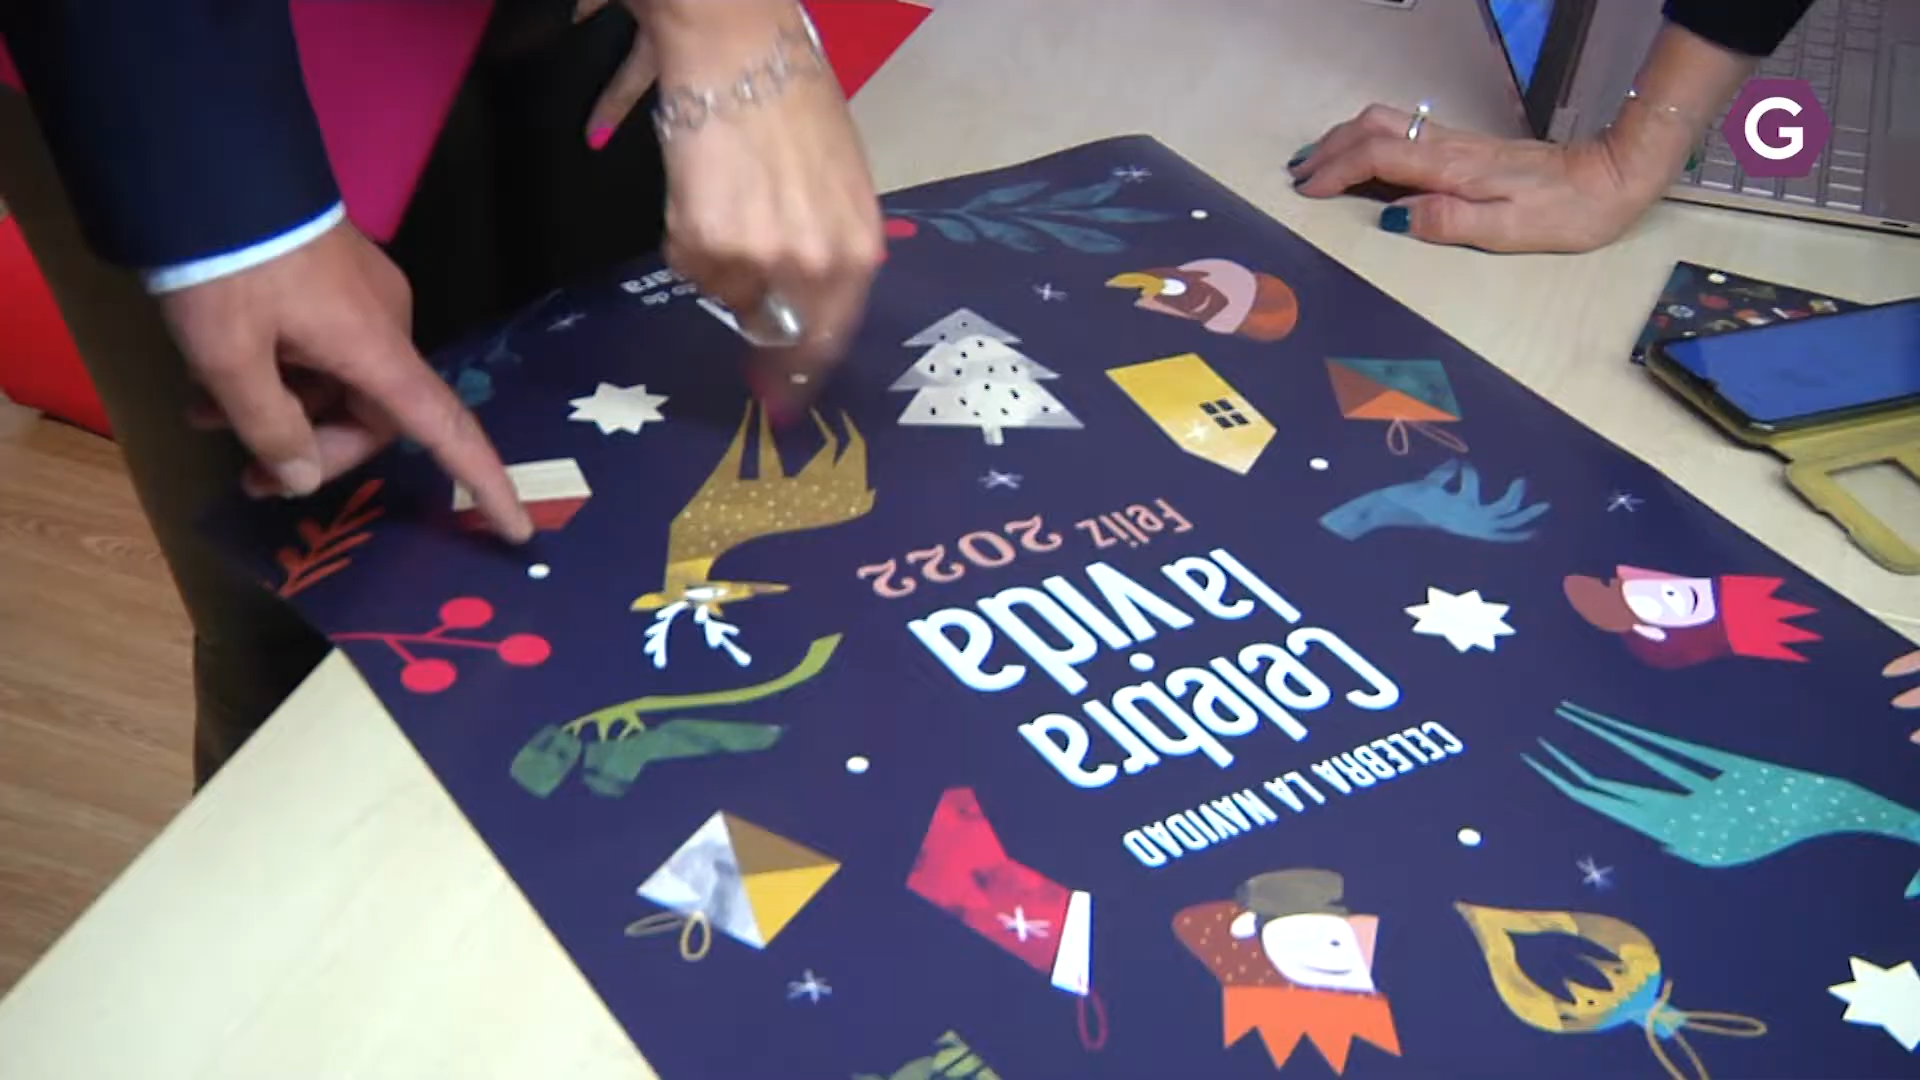 CELEBRA LA NAVIDAD
Celebra
la vida
Feliz 2022
G